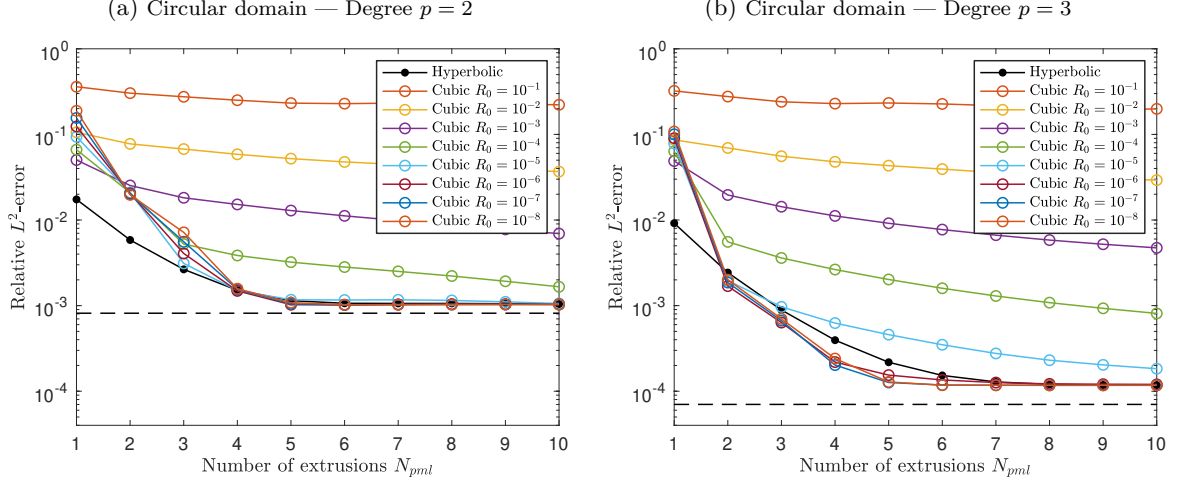 (a) Circular domain — Degree p = 2
10^0
10^-1
10^-2
10^-3
10^-4
Relative L^2-error
1 2 3 4 5 6 7 8 9 10
Number of extrusions N_pml
Hyperbolic
Cubic R_0 = 10^-1
Cubic R_0 = 10^-2
Cubic R_0 = 10^-3
Cubic R_0 = 10^-4
Cubic R_0 = 10^-5
Cubic R_0 = 10^-6
Cubic R_0 = 10^-7
Cubic R_0 = 10^-8
(b) Circular domain — Degree p = 3
10^0
10^-1
10^-2
10^-3
10^-4
Relative L^2-error
1 2 3 4 5 6 7 8 9 10
Number of extrusions N_pml
Hyperbolic
Cubic R_0 = 10^-1
Cubic R_0 = 10^-2
Cubic R_0 = 10^-3
Cubic R_0 = 10^-4
Cubic R_0 = 10^-5
Cubic R_0 = 10^-6
Cubic R_0 = 10^-7
Cubic R_0 = 10^-8